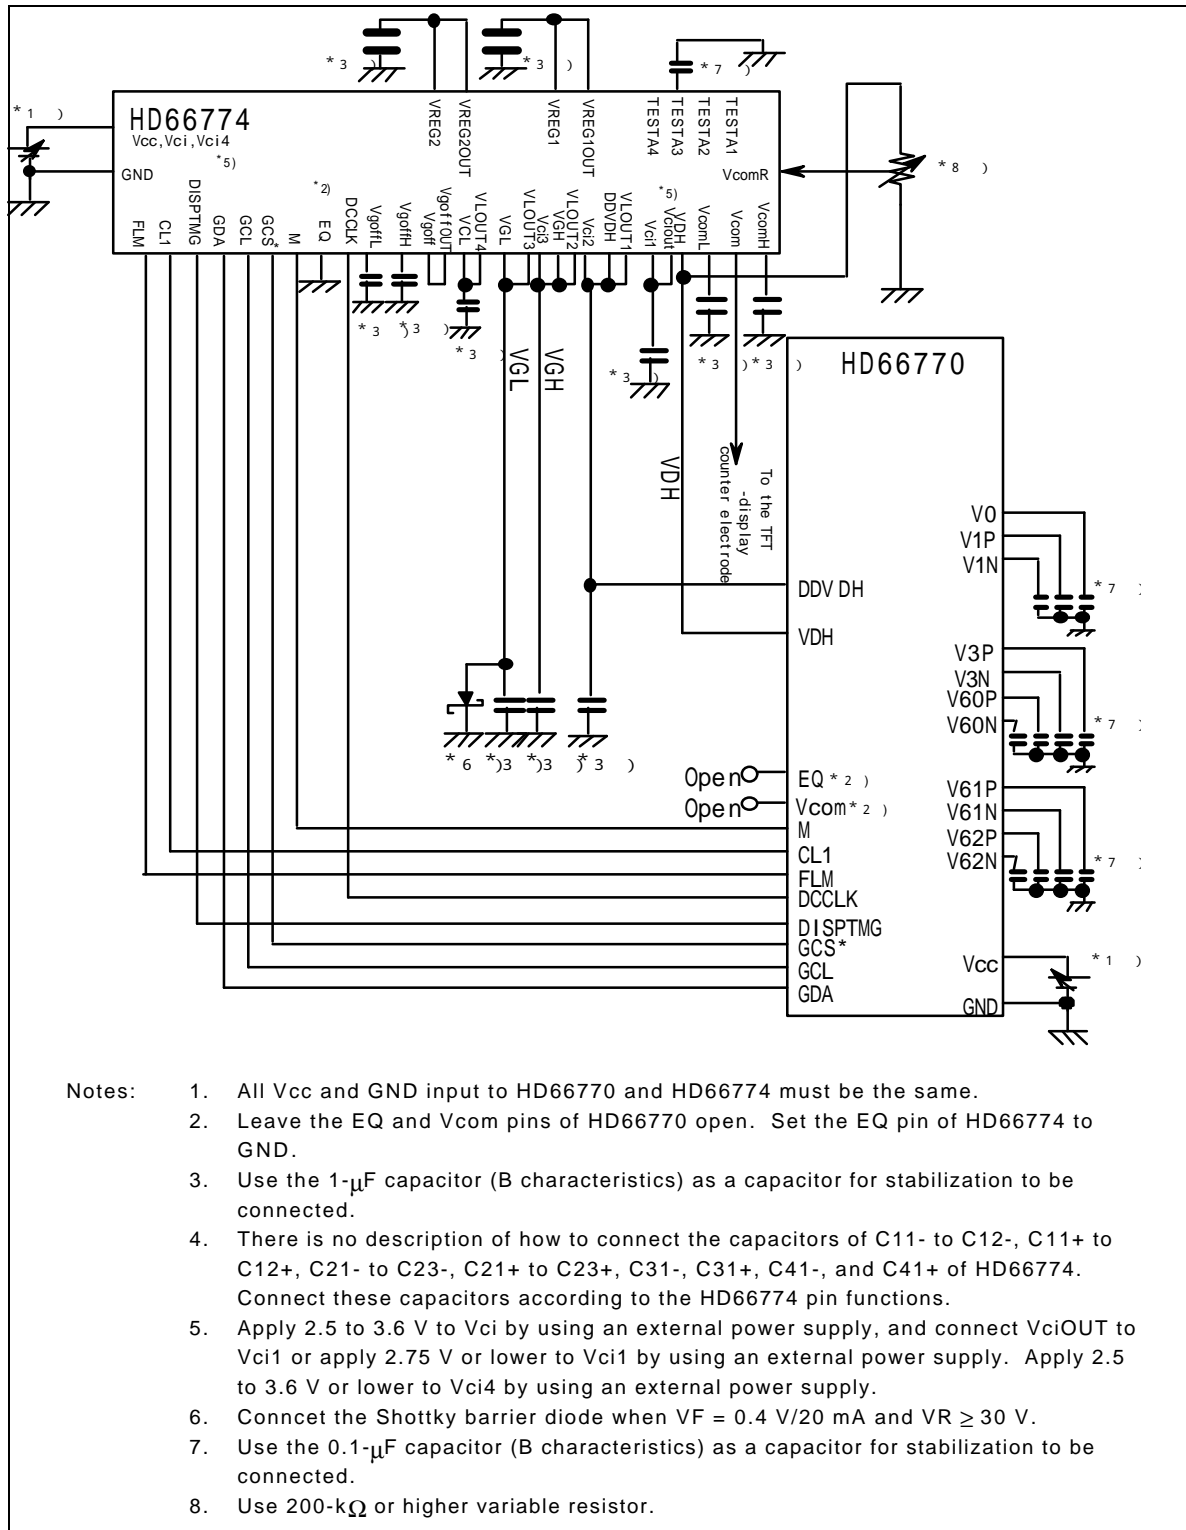 * 3 )
* 3 )
* 7 )
* 1 )
HD66774
Vcc,Vci,Vci4
*5)
GND
VREG2
VREG2OUT
VREG1
VREG1OUT
TESTA4
TESTA3
TESTA2
TESTA1
VcomR
* 8 )
FLM
CL1
DISPTMG
GDA
GCL
GCS*
M
*2)
EQ
DCCLK
VgoffL
VgoffH
Vgoff
VgoffOUT
VCL
VLOUT4
VGL
VLOUT3
Vci3
VGH
VLOUT2
Vci2
DDVDH
VLOUT1
*5)
Vci1
Vciout
VDH
VcomL
Vcom
VcomH
* 3 )
* 3 )
* 3 )
* 3 )
* 3 )
* 3 )
VGL
VGH
VDH
To the TFT
-display
counter electrode
HD66770
V0
V1P
V1N
* 7 )
DDVDH
VDH
V3P
V3N
V60P
V60N
* 7 )
* 6 )
* 3 )
* 3 )
* 3 )
Open
EQ * 2 )
Open
Vcom * 2 )
M
CL1
FLM
DCCLK
DISPTMG
GCS*
GCL
GDA
V61P
V61N
V62P
V62N
* 7 )
Vcc
* 1 )
GND
Notes: 1. All Vcc and GND input to HD66770 and HD66774 must be the same.
2. Leave the EQ and Vcom pins of HD66770 open. Set the EQ pin of HD66774 to
GND.
3. Use the 1-μF capacitor (B characteristics) as a capacitor for stabilization to be
connected.
4. There is no description of how to connect the capacitors of C11- to C12-, C11+ to
C12+, C21- to C23-, C21+ to C23+, C31-, C31+, C41-, and C41+ of HD66774.
Connect these capacitors according to the HD66774 pin functions.
5. Apply 2.5 to 3.6 V to Vci by using an external power supply, and connect VciOUT to
Vci1 or apply 2.75 V or lower to Vci1 by using an external power supply. Apply 2.5
to 3.6 V or lower to Vci4 by using an external power supply.
6. Conncet the Shottky barrier diode when VF = 0.4 V/20 mA and VR ≥ 30 V.
7. Use the 0.1-μF capacitor (B characteristics) as a capacitor for stabilization to be
connected.
8. Use 200-kΩ or higher variable resistor.